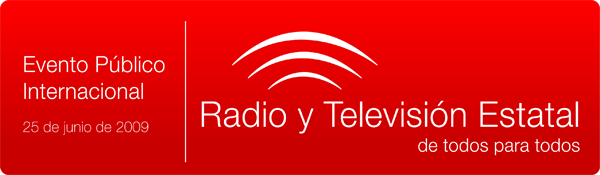 Evento Público
Internacional
25 de junio de 2009
Radio y Televisión Estatal
de todos para todos